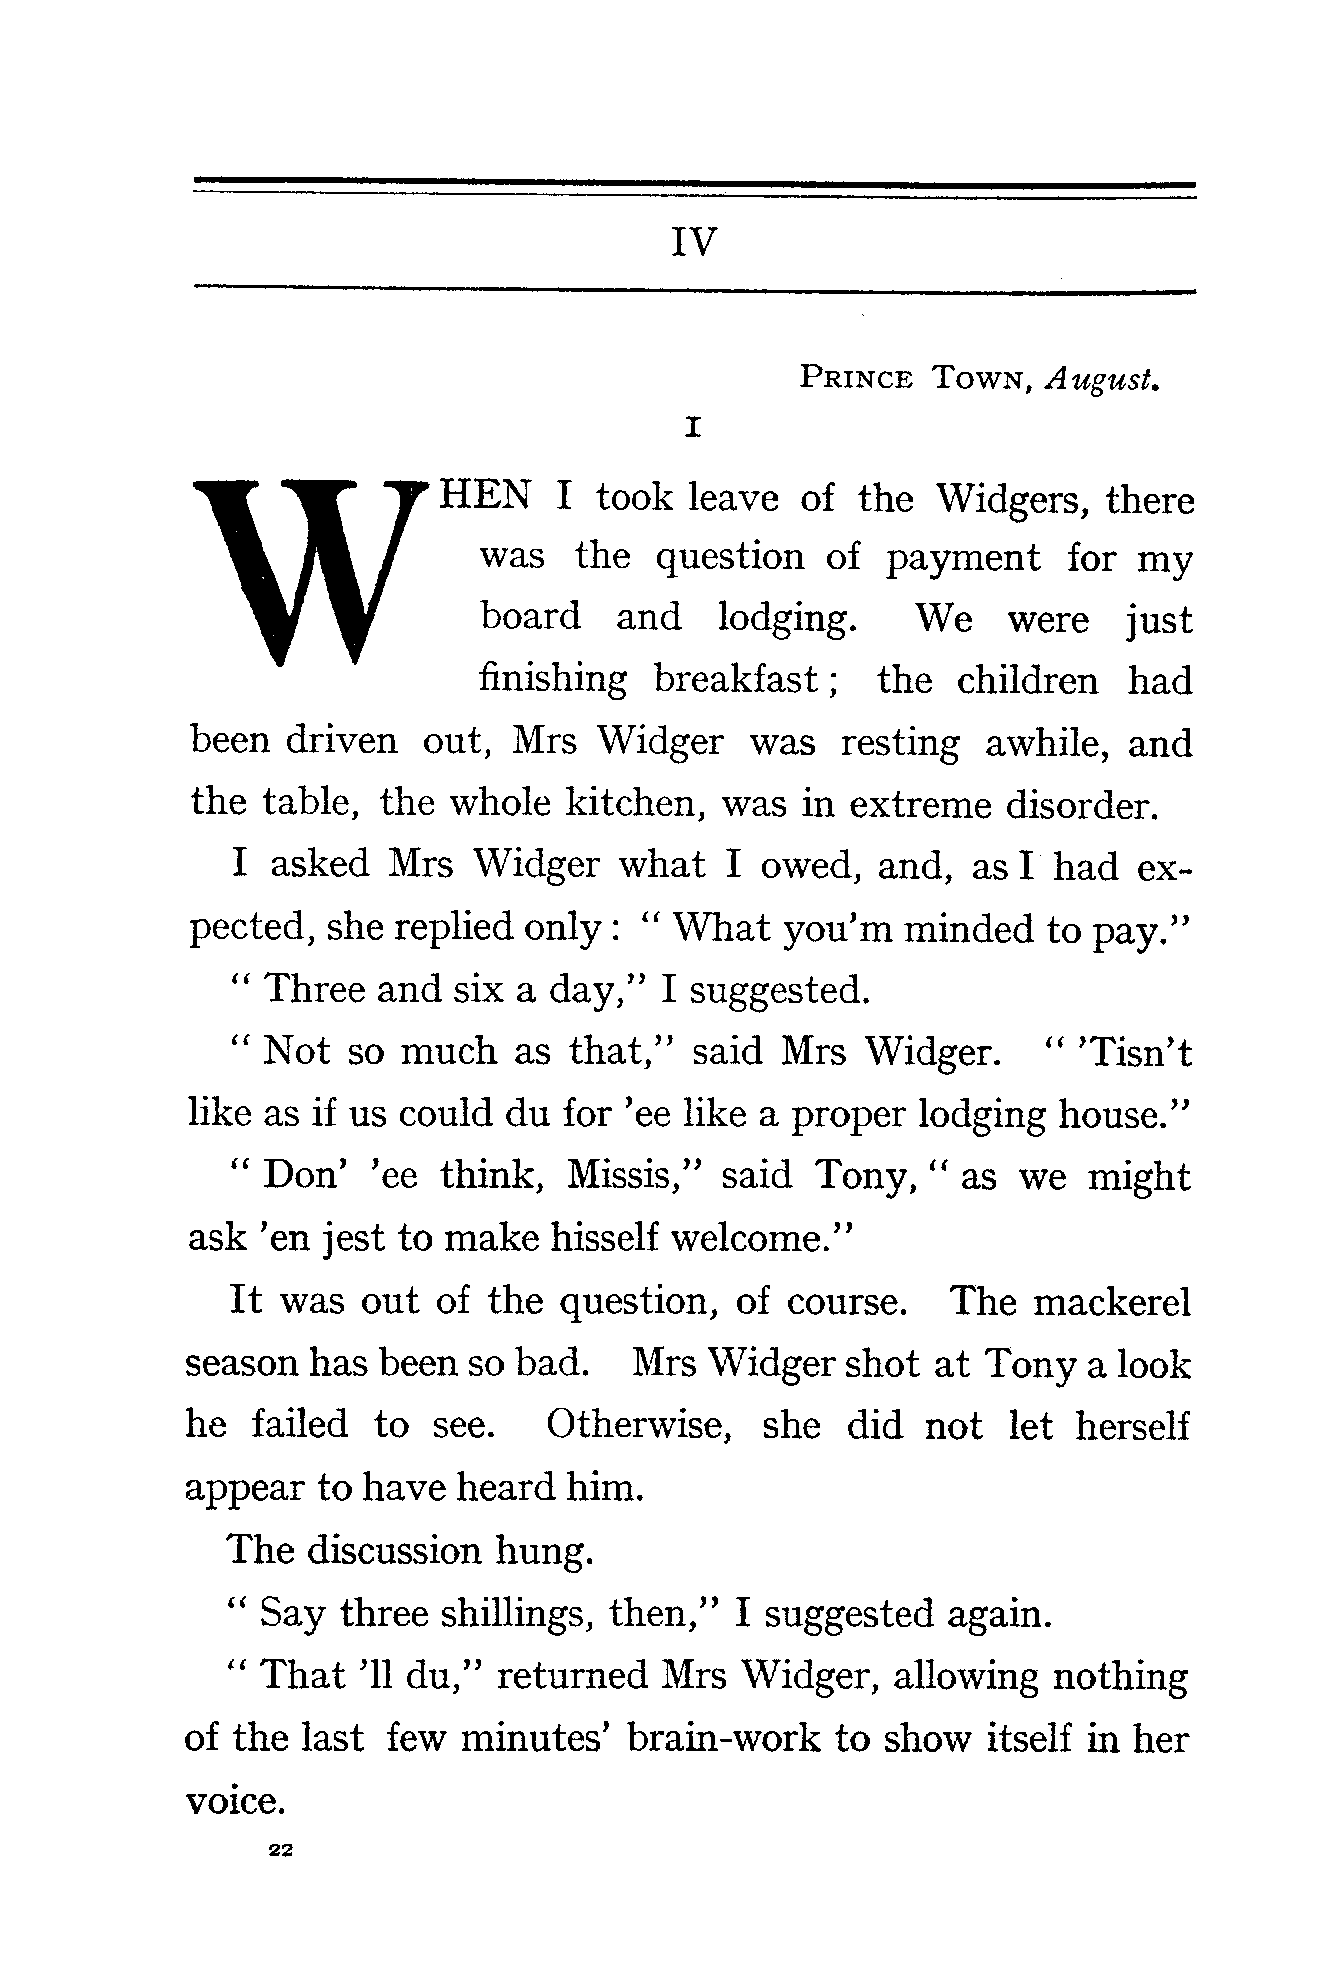 IV
PRINCE TOWN, August.
I
WHEN I took leave of the Widgers, there
was the question of payment for my
board and lodging. We were just
finishing breakfast ; the children had
been driven out, Mrs Widger was resting awhile, and
the table, the whole kitchen, was in extreme disorder.
I asked Mrs Widger what I owed, and, as I had ex-
pected, she replied only : “ What you’m minded to pay.”
“ Three and six a day,” I suggested.
“ Not so much as that,” said Mrs Widger. “ ’Tisn’t
like as if us could du for ’ee like a proper lodging house.”
“ Don’ ’ee think, Missis,” said Tony, “ as we might
ask ’en jest to make hisself welcome.”
It was out of the question, of course. The mackerel
season has been so bad. Mrs Widger shot at Tony a look
he failed to see. Otherwise, she did not let herself
appear to have heard him.
The discussion hung.
“ Say three shillings, then,” I suggested again.
“ That ’ll du,” returned Mrs Widger, allowing nothing
of the last few minutes’ brain-work to show itself in her
voice.
22